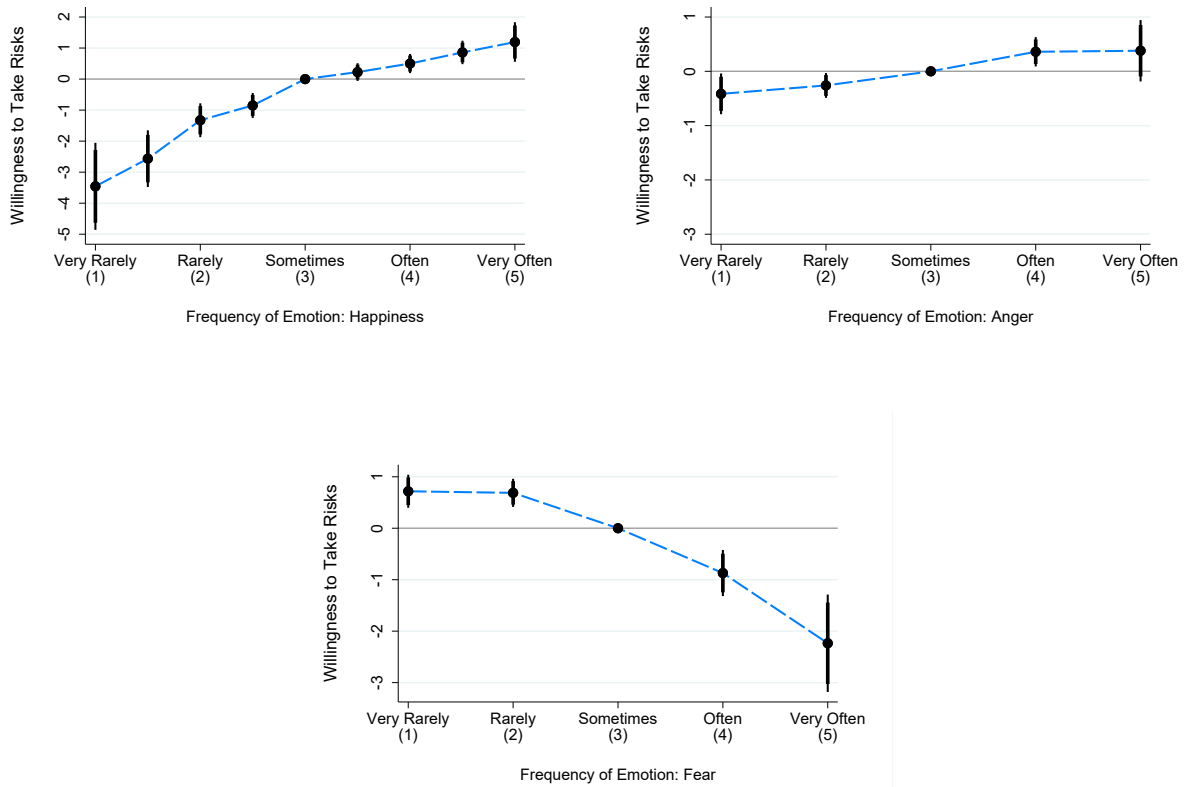 Willingness to Take Risks
2
1
0
-1
-2
-3
-4
-5
Very Rarely Rarely Sometimes Often Very Often
(1) (2) (3) (4) (5)
Frequency of Emotion: Happiness
Willingness to Take Risks
1
0
-1
-2
-3
Very Rarely Rarely Sometimes Often Very Often
(1) (2) (3) (4) (5)
Frequency of Emotion: Anger
Willingness to Take Risks
1
0
-1
-2
-3
Very Rarely Rarely Sometimes Often Very Often
(1) (2) (3) (4) (5)
Frequency of Emotion: Fear